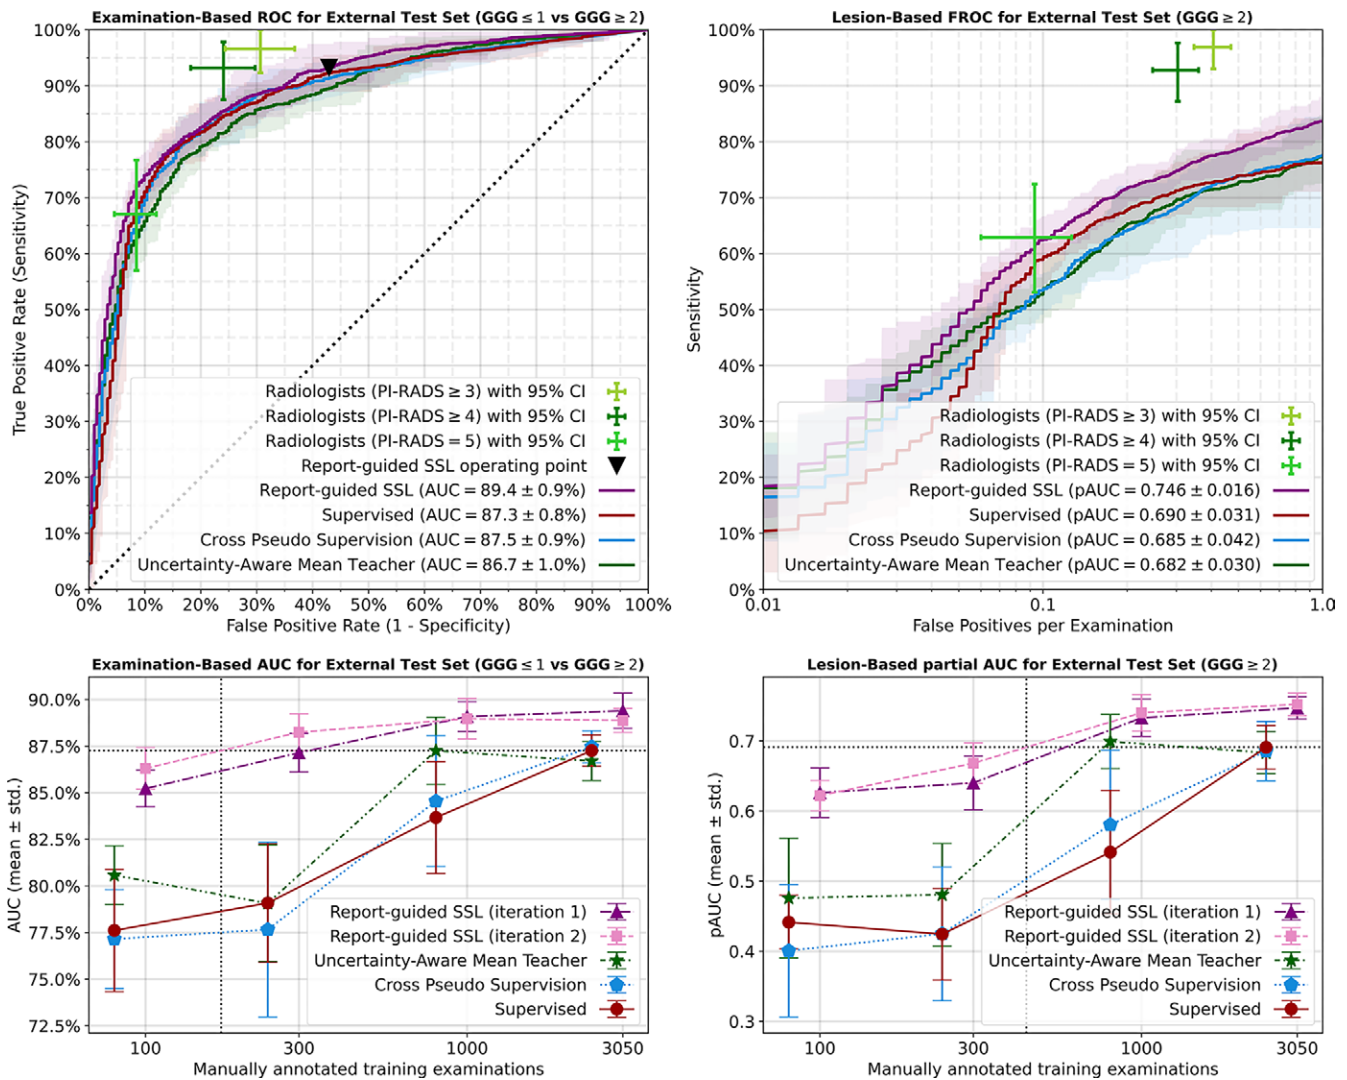 Examination-Based ROC for External Test Set (GGG ≤ 1 vs GGG ≥ 2)
100%
90%
80%
70%
60%
50%
40%
30%
20%
10%
0%
True Positive Rate (Sensitivity)
Radiologists (PI-RADS ≥ 3) with 95% CI
Radiologists (PI-RADS ≥ 4) with 95% CI
Radiologists (PI-RADS = 5) with 95% CI
Report-guided SSL operating point
Report-guided SSL (AUC = 89.4 ± 0.9%)
Supervised (AUC = 87.3 ± 0.8%)
Cross Pseudo Supervision (AUC = 87.5 ± 0.9%)
Uncertainty-Aware Mean Teacher (AUC = 86.7 ± 1.0%)
0% 10% 20% 30% 40% 50% 60% 70% 80% 90% 100%
False Positive Rate (1 - Specificity)
Lesion-Based FROC for External Test Set (GGG ≥ 2)
100%
90%
80%
70%
60%
50%
40%
30%
20%
10%
0%
Sensitivity
Radiologists (PI-RADS ≥ 3) with 95% CI
Radiologists (PI-RADS ≥ 4) with 95% CI
Radiologists (PI-RADS = 5) with 95% CI
Report-guided SSL (pAUC = 0.746 ± 0.016)
Supervised (pAUC = 0.690 ± 0.031)
Cross Pseudo Supervision (pAUC = 0.685 ± 0.042)
Uncertainty-Aware Mean Teacher (pAUC = 0.682 ± 0.030)
0.01 0.1 1.0
False Positives per Examination
Examination-Based AUC for External Test Set (GGG ≤ 1 vs GGG ≥ 2)
90.0%
87.5%
85.0%
82.5%
80.0%
77.5%
75.0%
72.5%
AUC (mean ± std.)
Report-guided SSL (iteration 1)
Report-guided SSL (iteration 2)
Uncertainty-Aware Mean Teacher
Cross Pseudo Supervision
Supervised
100 300 1000 3050
Manually annotated training examinations
Lesion-Based partial AUC for External Test Set (GGG ≥ 2)
0.7
0.6
0.5
0.4
0.3
pAUC (mean ± std.)
Report-guided SSL (iteration 1)
Report-guided SSL (iteration 2)
Uncertainty-Aware Mean Teacher
Cross Pseudo Supervision
Supervised
100 300 1000 3050
Manually annotated training examinations